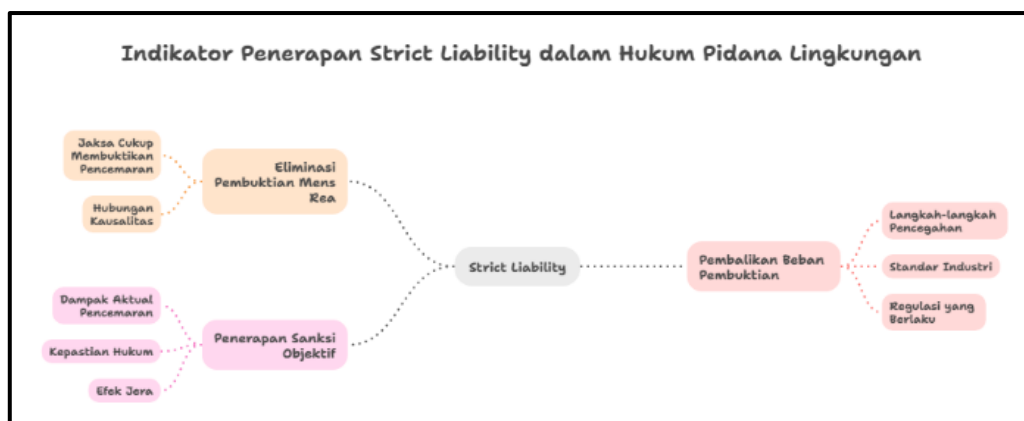 Indikator Penerapan Strict Liability dalam Hukum Pidana Lingkungan
Jaksa Cukup
Membuktikan
Pencemaran
Hubungan
Kausalitas
Eliminasi
Pembuktian Mens
Rea
Dampak Aktual
Pencemaran
Kepastian Hukum
Efek Jera
Penerapan Sanksi
Objektif
Strict Liability
Pembalikan Beban
Pembuktian
Langkah-langkah
Pencegahan
Standar Industri
Regulasi yang
Berlaku